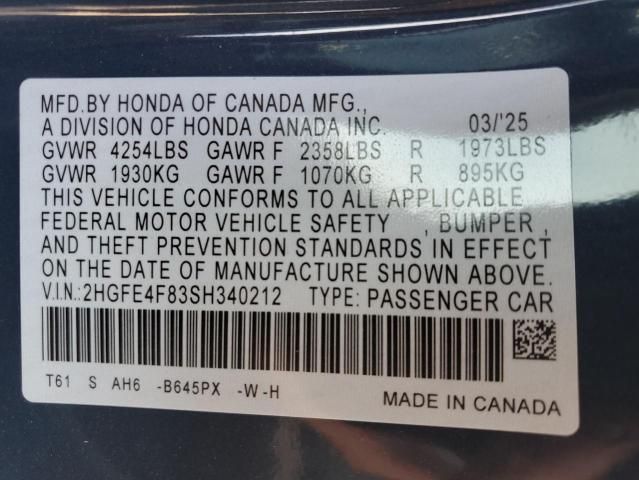 MFD.BY HONDA OF CANADA MFG.,
A DIVISION OF HONDA CANADA INC. 03/'25
GVWR 4254LBS GAWR F 2358LBS R 1973LBS
GVWR 1930KG GAWR F 1070KG R 895KG
THIS VEHICLE CONFORMS TO ALL APPLICABLE
FEDERAL MOTOR VEHICLE SAFETY , BUMPER ,
AND THEFT PREVENTION STANDARDS IN EFFECT
ON THE DATE OF MANUFACTURE SHOWN ABOVE.
V.I.N.:2HGFE4F83SH340212 TYPE: PASSENGER CAR
T61 S AH6 -B645PX -W-H
MADE IN CANADA